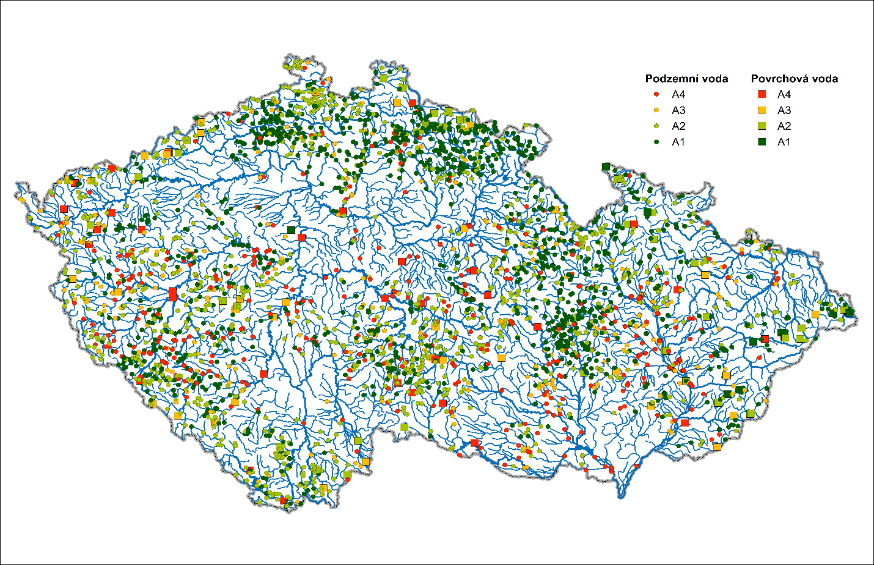 Podzemní voda Povrchová voda
A4 A4
A3 A3
A2 A2
A1 A1